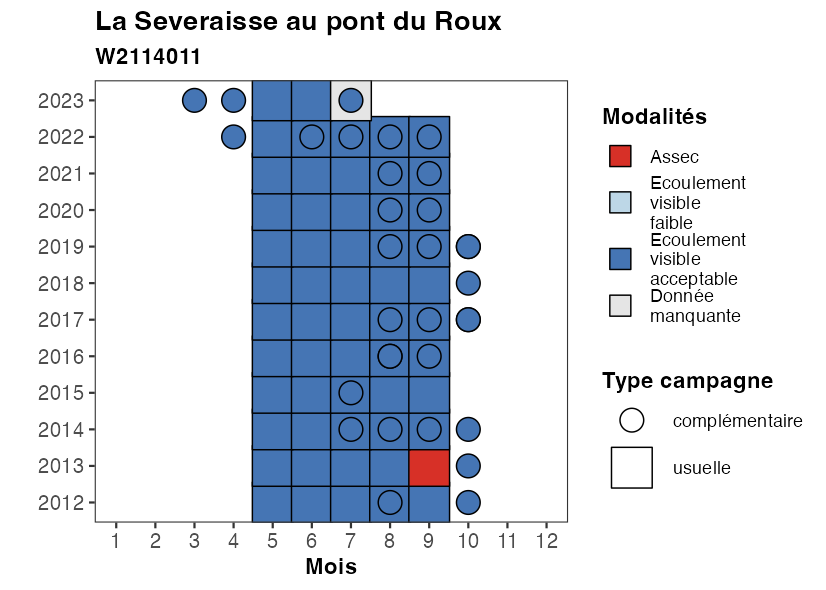 La Severaisse au pont du Roux
W2114011
2023
2022
2021
2020
2019
2018
2017
2016
2015
2014
2013
2012
1 2 3 4 5 6 7 8 9 10 11 12
Mois
Modalités
Assec
Ecoulement
visible
faible
Ecoulement
visible
acceptable
Donnée
manquante
Type campagne
complémentaire
usuelle